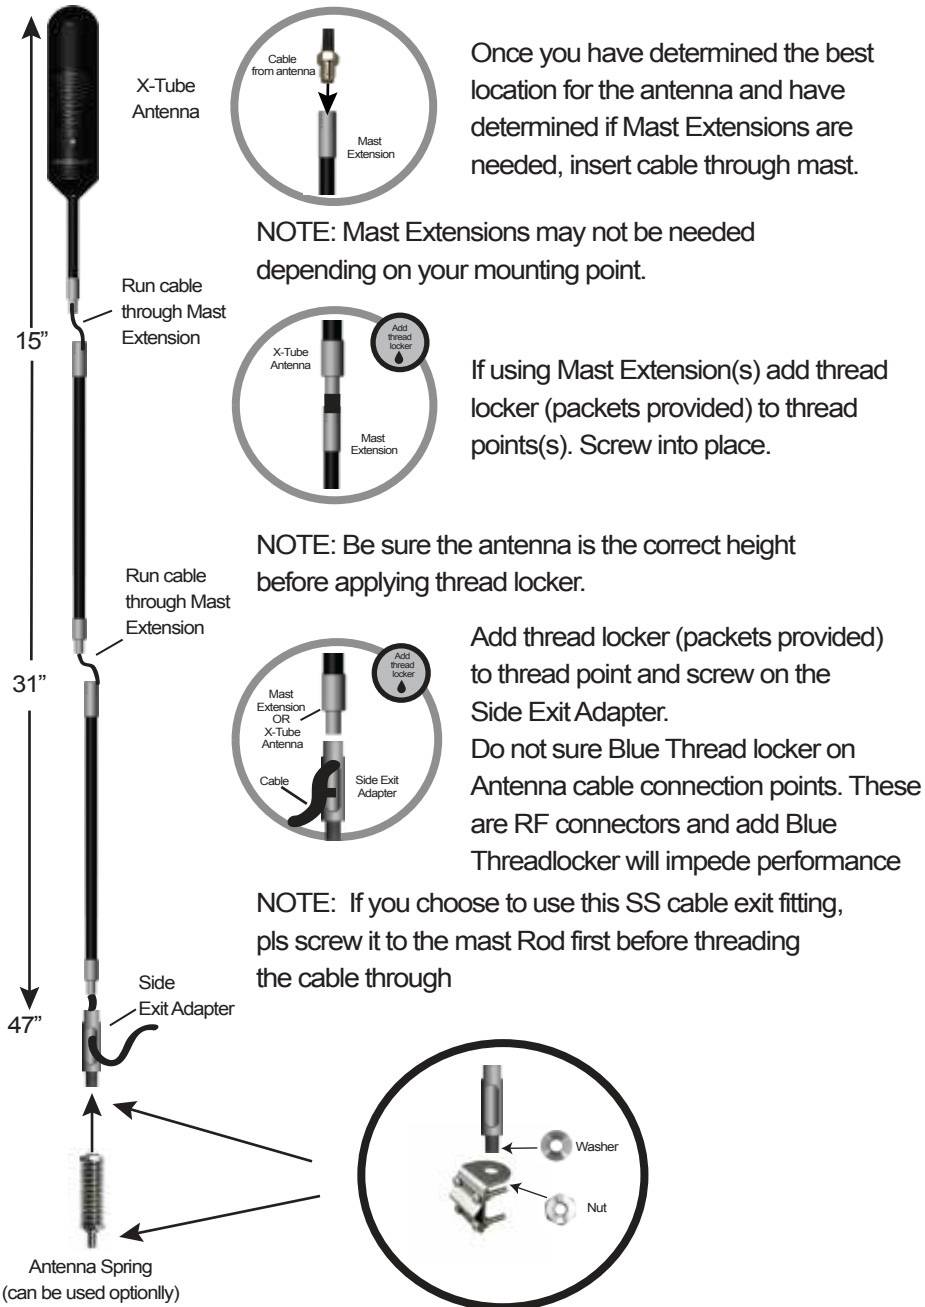 X-Tube
Antenna
Cable
from antenna
Mast
Extension
Once you have determined the best
location for the antenna and have
determined if Mast Extensions are
needed, insert cable through mast.
NOTE: Mast Extensions may not be needed
depending on your mounting point.
Run cable
through Mast
Extension
15”
X-Tube
Antenna
Add
thread
locker
Mast
Extension
If using Mast Extension(s) add thread
locker (packets provided) to thread
points(s). Screw into place.
NOTE: Be sure the antenna is the correct height
before applying thread locker.
Run cable
through Mast
Extension
31”
Mast
Extension
OR
X-Tube
Antenna
Add
thread
locker
Cable
Side Exit
Adapter
Add thread locker (packets provided)
to thread point and screw on the
Side Exit Adapter.
Do not sure Blue Thread locker on
Antenna cable connection points. These
are RF connectors and add Blue
Threadlocker will impede performance
NOTE:  If you choose to use this SS cable exit fitting,
pls screw it to the mast Rod first before threading
the cable through
Side
Exit Adapter
47”
Washer
Nut
Antenna Spring
(can be used optionlly)